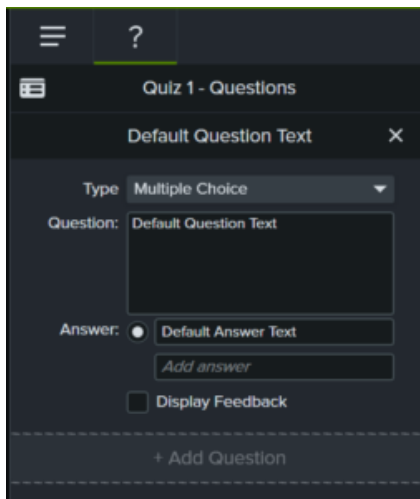 ?
Quiz 1 - Questions
Default Question Text
Type Multiple Choice
Question: Default Question Text
Answer: Default Answer Text
Add answer
Display Feedback
+ Add Question